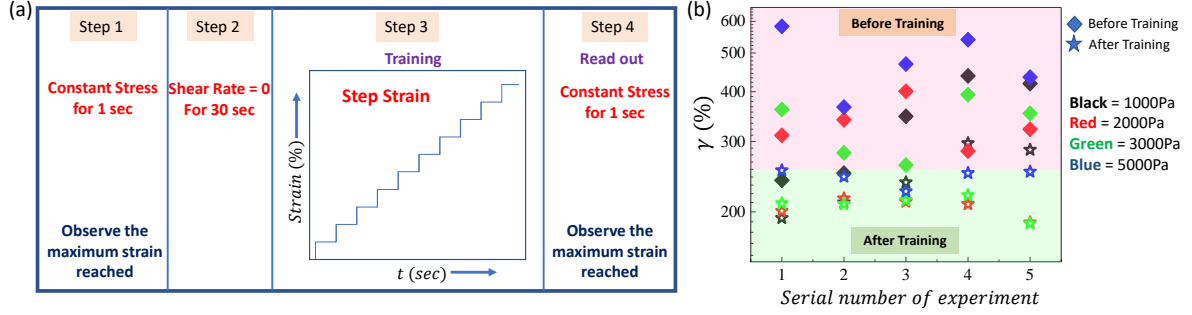 (a)
Step 1
Constant Stress
for 1 sec
Observe the
maximum strain
reached
Step 2
Shear Rate = 0
For 30 sec
Step 3
Training
Step Strain
Strain (%)
t (sec)
Step 4
Read out
Constant Stress
for 1 sec
Observe the
maximum strain
reached
(b)
γ (%)
600
500
400
300
200
Before Training
After Training
1 2 3 4 5
Serial number of experiment
Before Training
After Training
Black = 1000Pa
Red = 2000Pa
Green = 3000Pa
Blue = 5000Pa